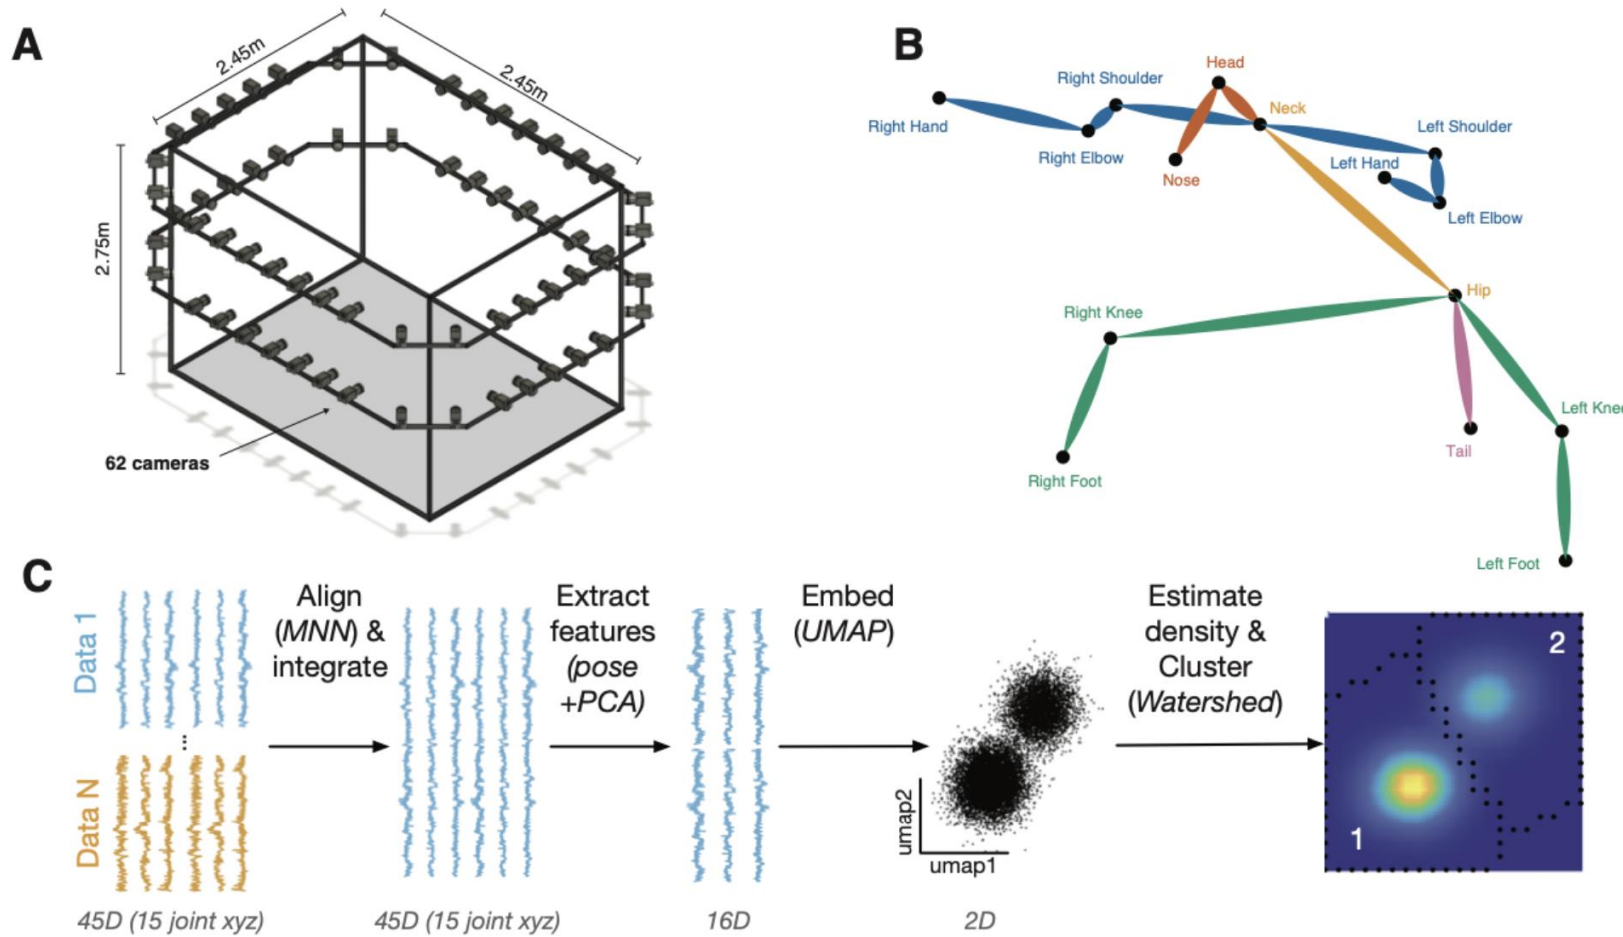 A
2.45m
2.45m
2.75m
62 cameras
B
Head
Right Shoulder
Neck
Right Hand
Left Shoulder
Right Elbow
Left Hand
Nose
Left Elbow
Hip
Right Knee
Left Knee
Tail
Right Foot
Left Foot
C
Data 1
Data N
Align
(MNN) &
integrate
Extract
features
(pose
+PCA)
Embed
(UMAP)
Estimate
density &
Cluster
(Watershed)
umap2
umap1
2
1
45D (15 joint xyz)
45D (15 joint xyz)
16D
2D